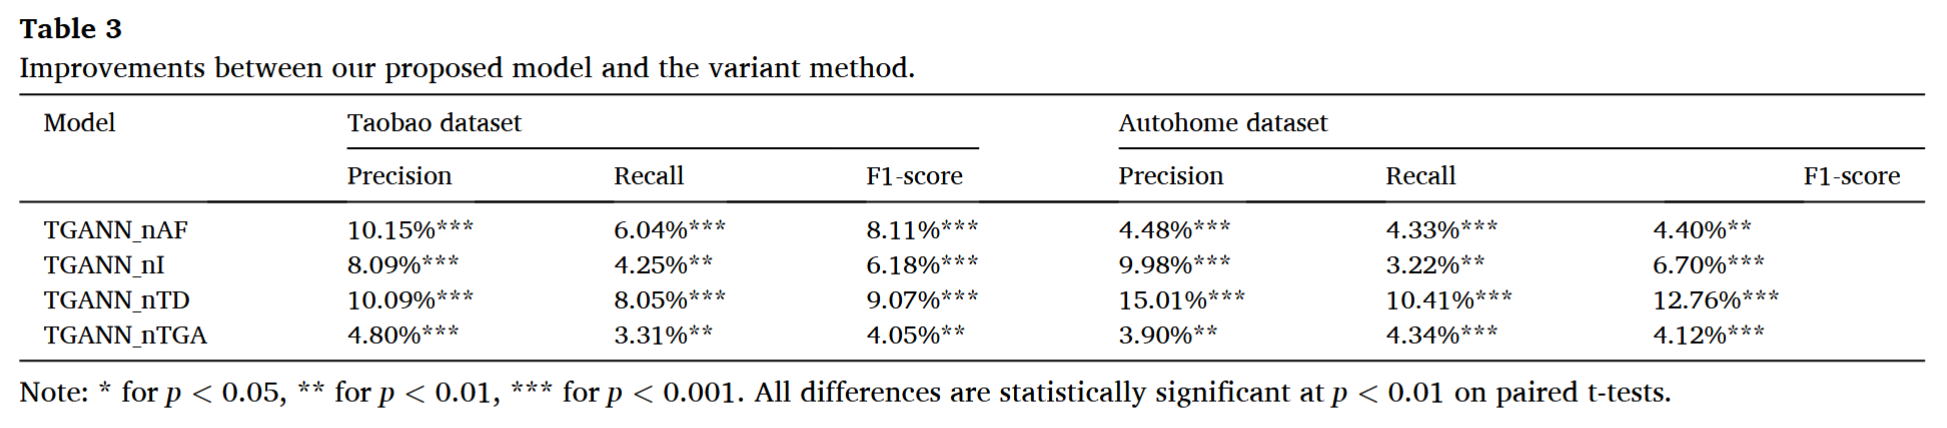 Table 3
Improvements between our proposed model and the variant method.
Model Taobao dataset Autohome dataset
Precision Recall F1-score Precision Recall F1-score
TGANN_nAF 10.15%*** 6.04%*** 8.11%*** 4.48%*** 4.33%*** 4.40%**
TGANN_nI 8.09%*** 4.25%** 6.18%*** 9.98%*** 3.22%** 6.70%***
TGANN_nTD 10.09%*** 8.05%*** 9.07%*** 15.01%*** 10.41%*** 12.76%***
TGANN_nTGA 4.80%*** 3.31%** 4.05%** 3.90%** 4.34%*** 4.12%***
Note: * for p < 0.05, ** for p < 0.01, *** for p < 0.001. All differences are statistically significant at p < 0.01 on paired t-tests.